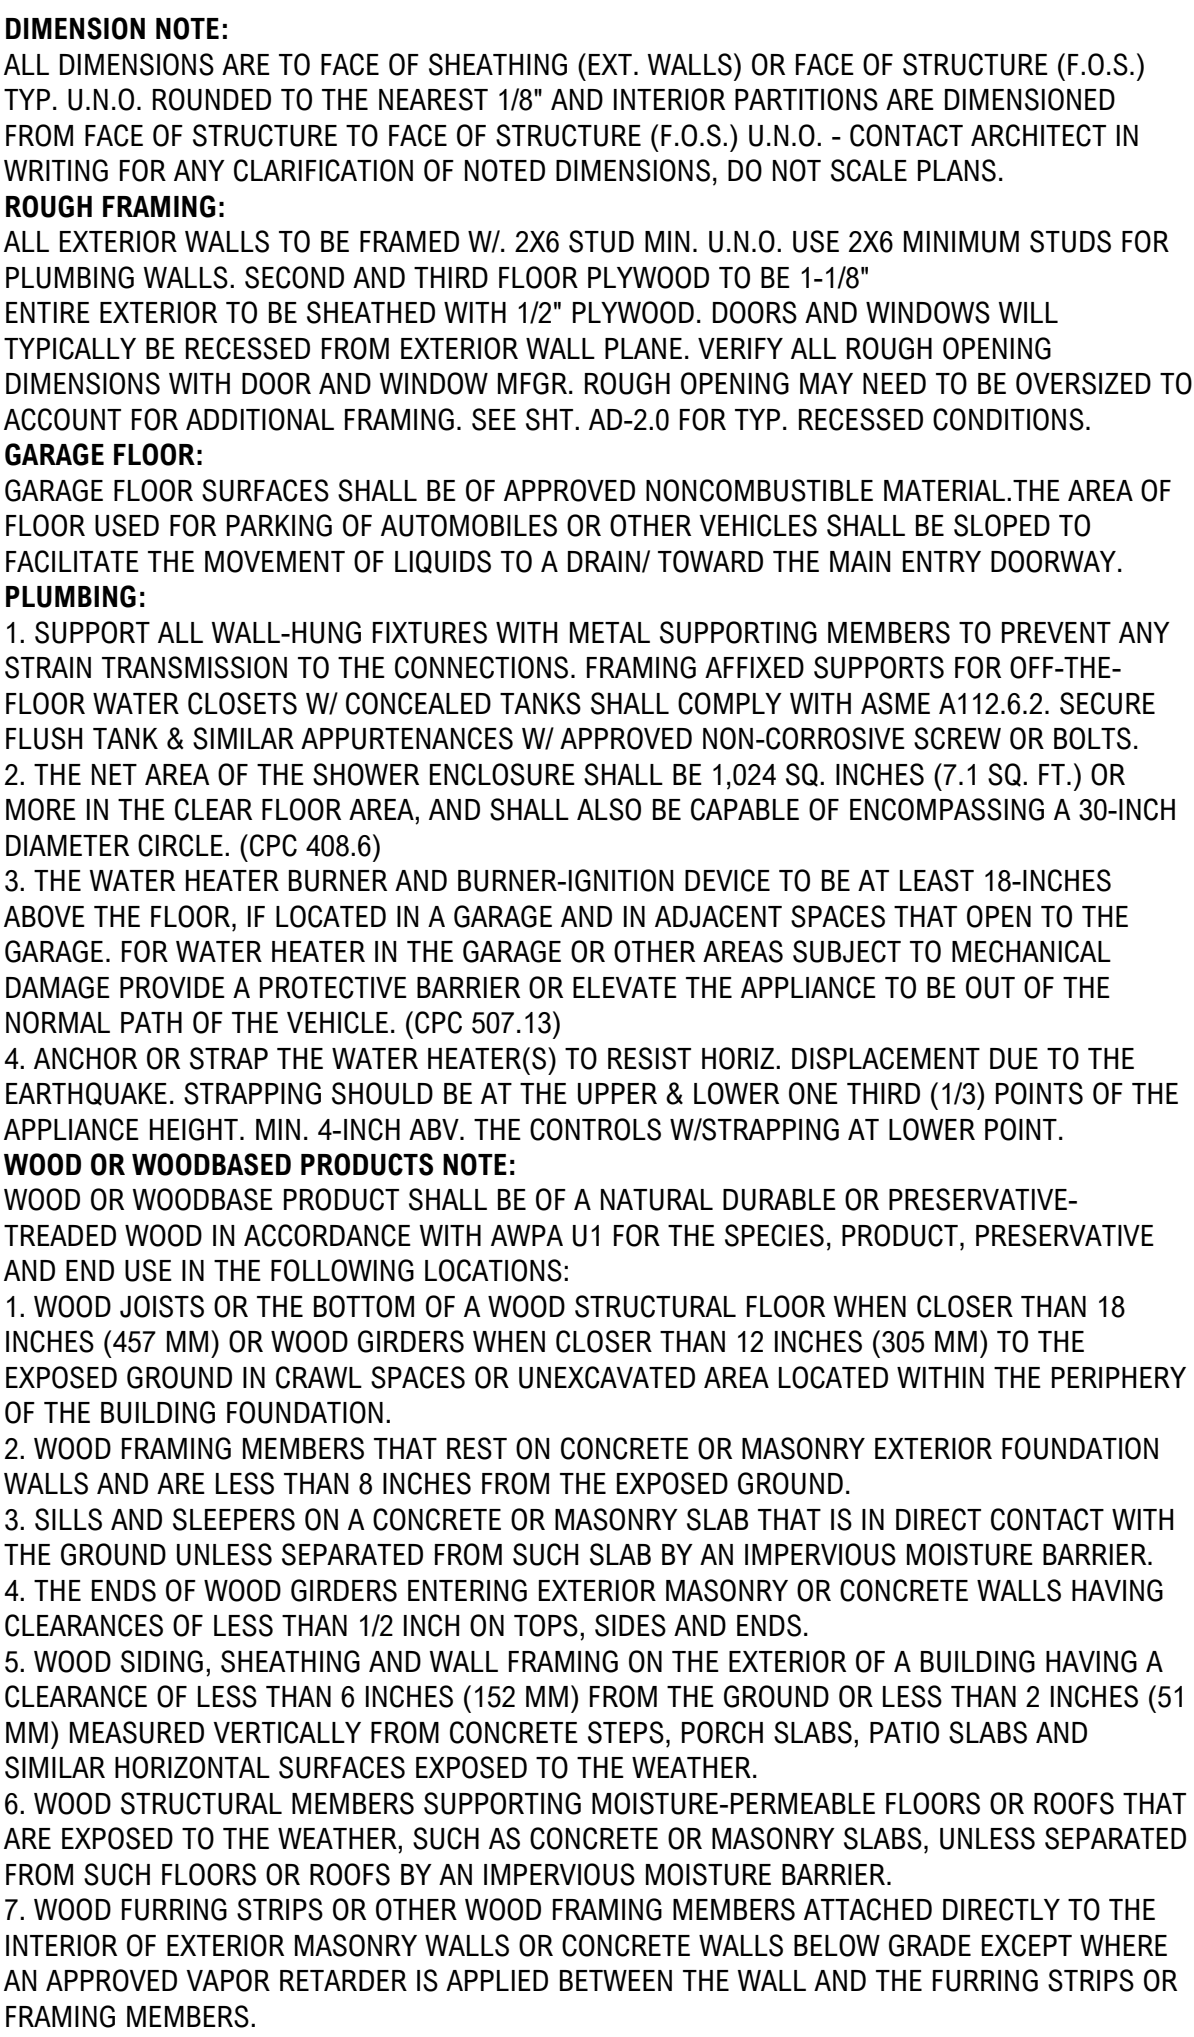 DIMENSION NOTE:
ALL DIMENSIONS ARE TO FACE OF SHEATHING (EXT. WALLS) OR FACE OF STRUCTURE (F.O.S.)
TYP. U.N.O. ROUNDED TO THE NEAREST 1/8" AND INTERIOR PARTITIONS ARE DIMENSIONED
FROM FACE OF STRUCTURE TO FACE OF STRUCTURE (F.O.S.) U.N.O. - CONTACT ARCHITECT IN
WRITING FOR ANY CLARIFICATION OF NOTED DIMENSIONS, DO NOT SCALE PLANS.
ROUGH FRAMING:
ALL EXTERIOR WALLS TO BE FRAMED W/. 2X6 STUD MIN. U.N.O. USE 2X6 MINIMUM STUDS FOR
PLUMBING WALLS. SECOND AND THIRD FLOOR PLYWOOD TO BE 1-1/8"
ENTIRE EXTERIOR TO BE SHEATHED WITH 1/2" PLYWOOD. DOORS AND WINDOWS WILL
TYPICALLY BE RECESSED FROM EXTERIOR WALL PLANE. VERIFY ALL ROUGH OPENING
DIMENSIONS WITH DOOR AND WINDOW MFGR. ROUGH OPENING MAY NEED TO BE OVERSIZED TO
ACCOUNT FOR ADDITIONAL FRAMING. SEE SHT. AD-2.0 FOR TYP. RECESSED CONDITIONS.
GARAGE FLOOR:
GARAGE FLOOR SURFACES SHALL BE OF APPROVED NONCOMBUSTIBLE MATERIAL.THE AREA OF
FLOOR USED FOR PARKING OF AUTOMOBILES OR OTHER VEHICLES SHALL BE SLOPED TO
FACILITATE THE MOVEMENT OF LIQUIDS TO A DRAIN/ TOWARD THE MAIN ENTRY DOORWAY.
PLUMBING:
1. SUPPORT ALL WALL-HUNG FIXTURES WITH METAL SUPPORTING MEMBERS TO PREVENT ANY
STRAIN TRANSMISSION TO THE CONNECTIONS. FRAMING AFFIXED SUPPORTS FOR OFF-THE-
FLOOR WATER CLOSETS W/ CONCEALED TANKS SHALL COMPLY WITH ASME A112.6.2. SECURE
FLUSH TANK & SIMILAR APPURTENANCES W/ APPROVED NON-CORROSIVE SCREW OR BOLTS.
2. THE NET AREA OF THE SHOWER ENCLOSURE SHALL BE 1,024 SQ. INCHES (7.1 SQ. FT.) OR
MORE IN THE CLEAR FLOOR AREA, AND SHALL ALSO BE CAPABLE OF ENCOMPASSING A 30-INCH
DIAMETER CIRCLE. (CPC 408.6)
3. THE WATER HEATER BURNER AND BURNER-IGNITION DEVICE TO BE AT LEAST 18-INCHES
ABOVE THE FLOOR, IF LOCATED IN A GARAGE AND IN ADJACENT SPACES THAT OPEN TO THE
GARAGE. FOR WATER HEATER IN THE GARAGE OR OTHER AREAS SUBJECT TO MECHANICAL
DAMAGE PROVIDE A PROTECTIVE BARRIER OR ELEVATE THE APPLIANCE TO BE OUT OF THE
NORMAL PATH OF THE VEHICLE. (CPC 507.13)
4. ANCHOR OR STRAP THE WATER HEATER(S) TO RESIST HORIZ. DISPLACEMENT DUE TO THE
EARTHQUAKE. STRAPPING SHOULD BE AT THE UPPER & LOWER ONE THIRD (1/3) POINTS OF THE
APPLIANCE HEIGHT. MIN. 4-INCH ABV. THE CONTROLS W/STRAPPING AT LOWER POINT.
WOOD OR WOODBASED PRODUCTS NOTE:
WOOD OR WOODBASE PRODUCT SHALL BE OF A NATURAL DURABLE OR PRESERVATIVE-
TREADED WOOD IN ACCORDANCE WITH AWPA U1 FOR THE SPECIES, PRODUCT, PRESERVATIVE
AND END USE IN THE FOLLOWING LOCATIONS:
1. WOOD JOISTS OR THE BOTTOM OF A WOOD STRUCTURAL FLOOR WHEN CLOSER THAN 18
INCHES (457 MM) OR WOOD GIRDERS WHEN CLOSER THAN 12 INCHES (305 MM) TO THE
EXPOSED GROUND IN CRAWL SPACES OR UNEXCAVATED AREA LOCATED WITHIN THE PERIPHERY
OF THE BUILDING FOUNDATION.
2. WOOD FRAMING MEMBERS THAT REST ON CONCRETE OR MASONRY EXTERIOR FOUNDATION
WALLS AND ARE LESS THAN 8 INCHES FROM THE EXPOSED GROUND.
3. SILLS AND SLEEPERS ON A CONCRETE OR MASONRY SLAB THAT IS IN DIRECT CONTACT WITH
THE GROUND UNLESS SEPARATED FROM SUCH SLAB BY AN IMPERVIOUS MOISTURE BARRIER.
4. THE ENDS OF WOOD GIRDERS ENTERING EXTERIOR MASONRY OR CONCRETE WALLS HAVING
CLEARANCES OF LESS THAN 1/2 INCH ON TOPS, SIDES AND ENDS.
5. WOOD SIDING, SHEATHING AND WALL FRAMING ON THE EXTERIOR OF A BUILDING HAVING A
CLEARANCE OF LESS THAN 6 INCHES (152 MM) FROM THE GROUND OR LESS THAN 2 INCHES (51
MM) MEASURED VERTICALLY FROM CONCRETE STEPS, PORCH SLABS, PATIO SLABS AND
SIMILAR HORIZONTAL SURFACES EXPOSED TO THE WEATHER.
6. WOOD STRUCTURAL MEMBERS SUPPORTING MOISTURE-PERMEABLE FLOORS OR ROOFS THAT
ARE EXPOSED TO THE WEATHER, SUCH AS CONCRETE OR MASONRY SLABS, UNLESS SEPARATED
FROM SUCH FLOORS OR ROOFS BY AN IMPERVIOUS MOISTURE BARRIER.
7. WOOD FURRING STRIPS OR OTHER WOOD FRAMING MEMBERS ATTACHED DIRECTLY TO THE
INTERIOR OF EXTERIOR MASONRY WALLS OR CONCRETE WALLS BELOW GRADE EXCEPT WHERE
AN APPROVED VAPOR RETARDER IS APPLIED BETWEEN THE WALL AND THE FURRING STRIPS OR
FRAMING MEMBERS.